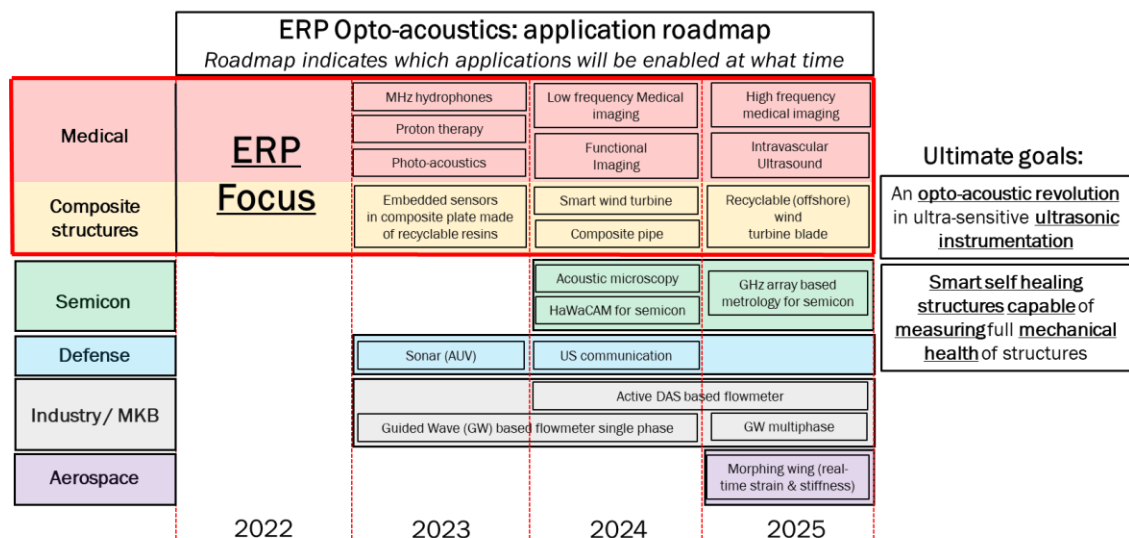 ERP Opto-acoustics: application roadmap
Roadmap indicates which applications will be enabled at what time
Medical
ERP
Focus
MHz hydrophones
Proton therapy
Photo-acoustics
Low frequency Medical
imaging
Functional
Imaging
High frequency
medical imaging
Intravascular
Ultrasound
Composite
structures
Embedded sensors
in composite plate made
of recyclable resins
Smart wind turbine
Composite pipe
Recyclable (offshore)
wind
turbine blade
Semicon
Acoustic microscopy
HaWaCAM for semicon
GHz array based
metrology for semicon
Defense
Sonar (AUV)
US communication
Industry/ MKB
Active DAS based flowmeter
Guided Wave (GW) based flowmeter single phase
GW multiphase
Aerospace
Morphing wing (real-
time strain & stiffness)
2022
2023
2024
2025
Ultimate goals:
An opto-acoustic revolution
in ultra-sensitive ultrasonic
instrumentation
Smart self healing
structures capable of
measuring full mechanical
health of structures